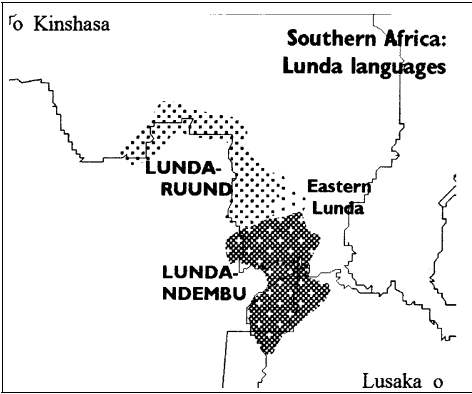 o Kinshasa
Southern Africa:
Lunda languages
LUNDA-
RUUND
Eastern
Lunda
LUNDA-
NDEMBU
Lusaka o